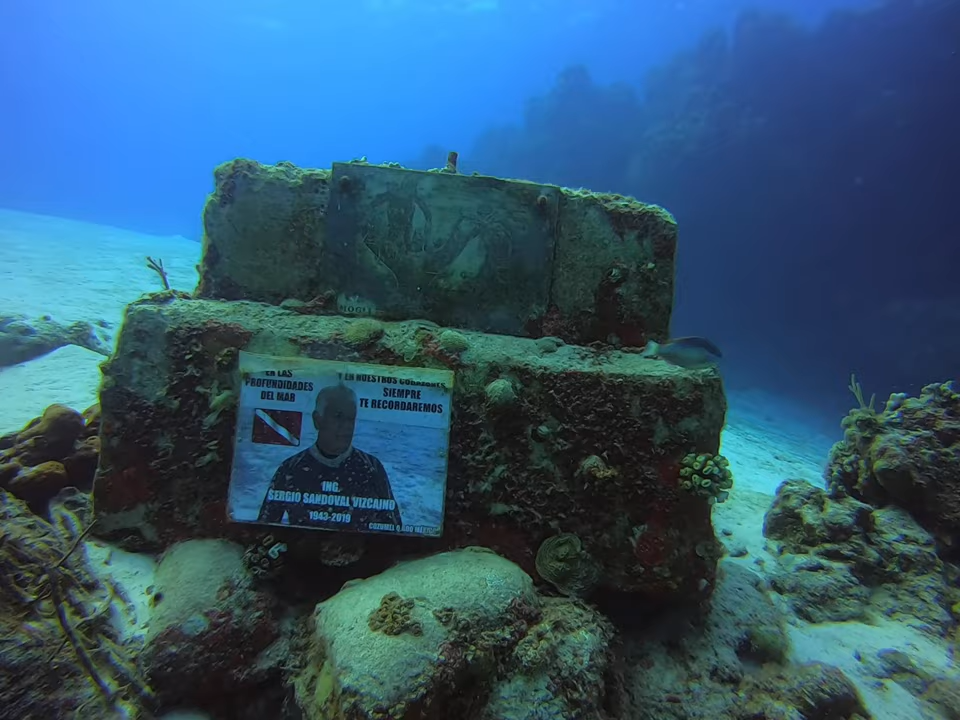 EN LAS
PROFUNDIDADES
DEL MAR
Y EN NUESTROS CORAZONES
SIEMPRE
TE RECORDAREMOS
ING.
SERGIO SANDOVAL VIZCAINO
1943-2019
COZUMEL Q.ROO MEXICO